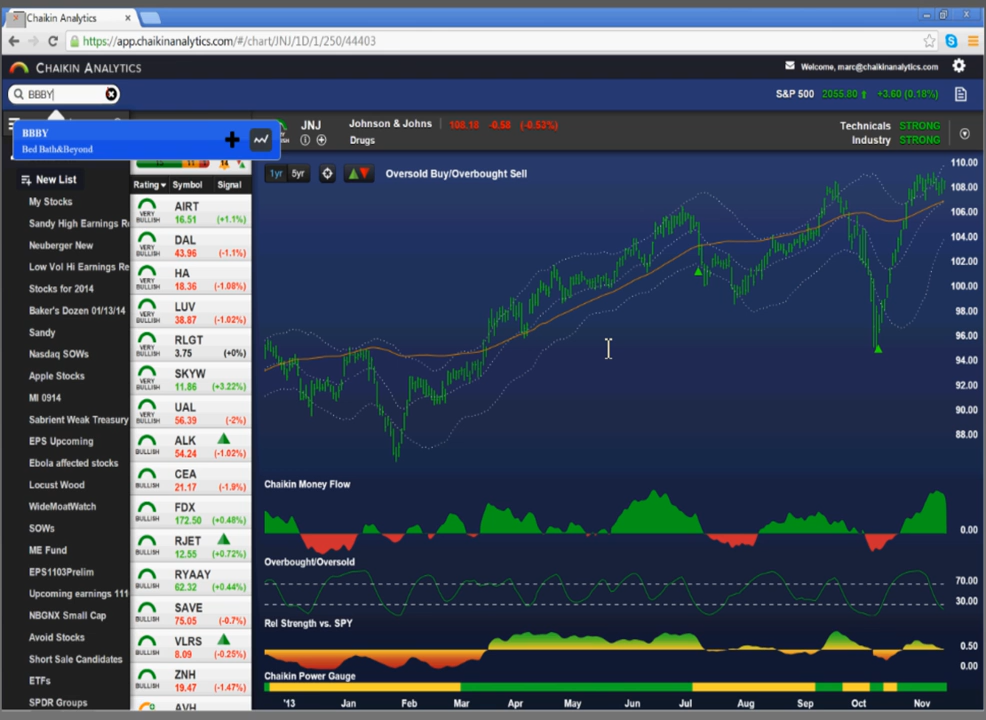 Chaikin Analytics
https://app.chaikinanalytics.com/#/chart/JNJ/1D/1/250/44403
CHAIKIN ANALYTICS
Welcome, marc@chaikinanalytics.com
BBBY
S&P 500 2055.80 +3.60 (0.18%)
BBBY
Bed Bath&Beyond
JNJ Johnson & Johns 108.18 -0.58 (-0.53%)
Drugs
Technicals STRONG
Industry STRONG
1yr 5yr Oversold Buy/Overbought Sell
New List
My Stocks
Sandy High Earnings R
Neuberger New
Low Vol Hi Earnings Re
Stocks for 2014
Baker's Dozen 01/13/14
Sandy
Nasdaq SOWs
Apple Stocks
MI 0914
Sabrient Weak Treasury
EPS Upcoming
Ebola affected stocks
Locust Wood
WideMoatWatch
SOWs
ME Fund
EPS1103Prelim
Upcoming earnings 111
NBGNX Small Cap
Avoid Stocks
Short Sale Candidates
ETFs
SPDR Groups
Rating Symbol Signal
VERY BULLISH AIRT 16.51 (+1.1%)
VERY BULLISH DAL 43.96 (-1.1%)
VERY BULLISH HA 18.36 (-1.08%)
VERY BULLISH LUV 38.87 (-1.02%)
VERY BULLISH RLGT 3.75 (+0%)
VERY BULLISH SKYW 11.86 (+3.22%)
VERY BULLISH UAL 56.39 (-2%)
BULLISH ALK 54.24 (-1.02%)
BULLISH CEA 21.17 (-1.9%)
BULLISH FDX 172.50 (+0.48%)
BULLISH RJET 12.55 (+0.72%)
BULLISH RYAAY 62.32 (+0.44%)
BULLISH SAVE 75.05 (-0.7%)
BULLISH VLRS 8.09 (-0.25%)
BULLISH ZNH 19.47 (-1.47%)
AVH
110.00
108.00
106.00
104.00
102.00
100.00
98.00
96.00
94.00
92.00
90.00
88.00
Chaikin Money Flow
0.00
Overbought/Oversold
70.00
30.00
Rel Strength vs. SPY
0.50
0.00
Chaikin Power Gauge
'13 Jan Feb Mar Apr May Jun Jul Aug Sep Oct Nov